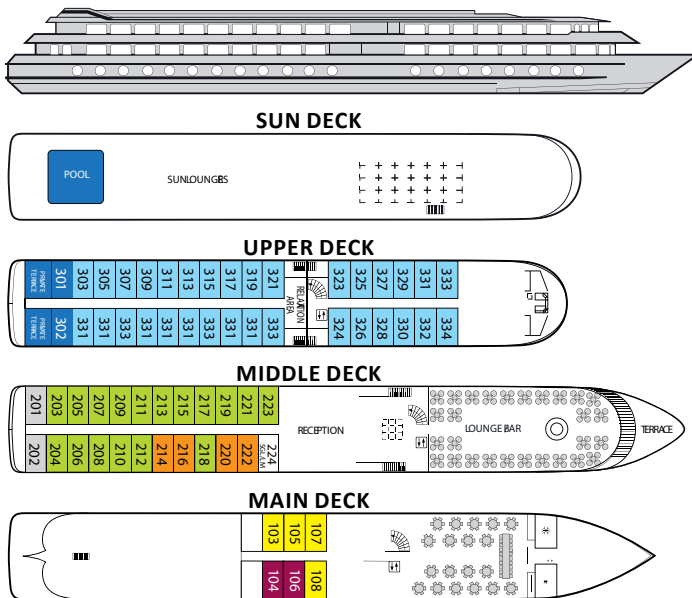 SUN DECK
POOL
SUNLOUNGES
UPPER DECK
PRIVATE TERRACE 301 303 305 307 309 311 313 315 317 319 321 323 325 327 329 331 333
RELAXATION AREA
PRIVATE TERRACE 302 331 331 333 331 331 331 333 331 331 333 324 326 328 330 332 334
MIDDLE DECK
201 203 205 207 209 211 213 215 217 219 221 223
RECEPTION
LOUNGE BAR
TERRACE
202 204 206 208 210 212 214 216 218 220 222 224
MAIN DECK
103 105 107
104 106 108